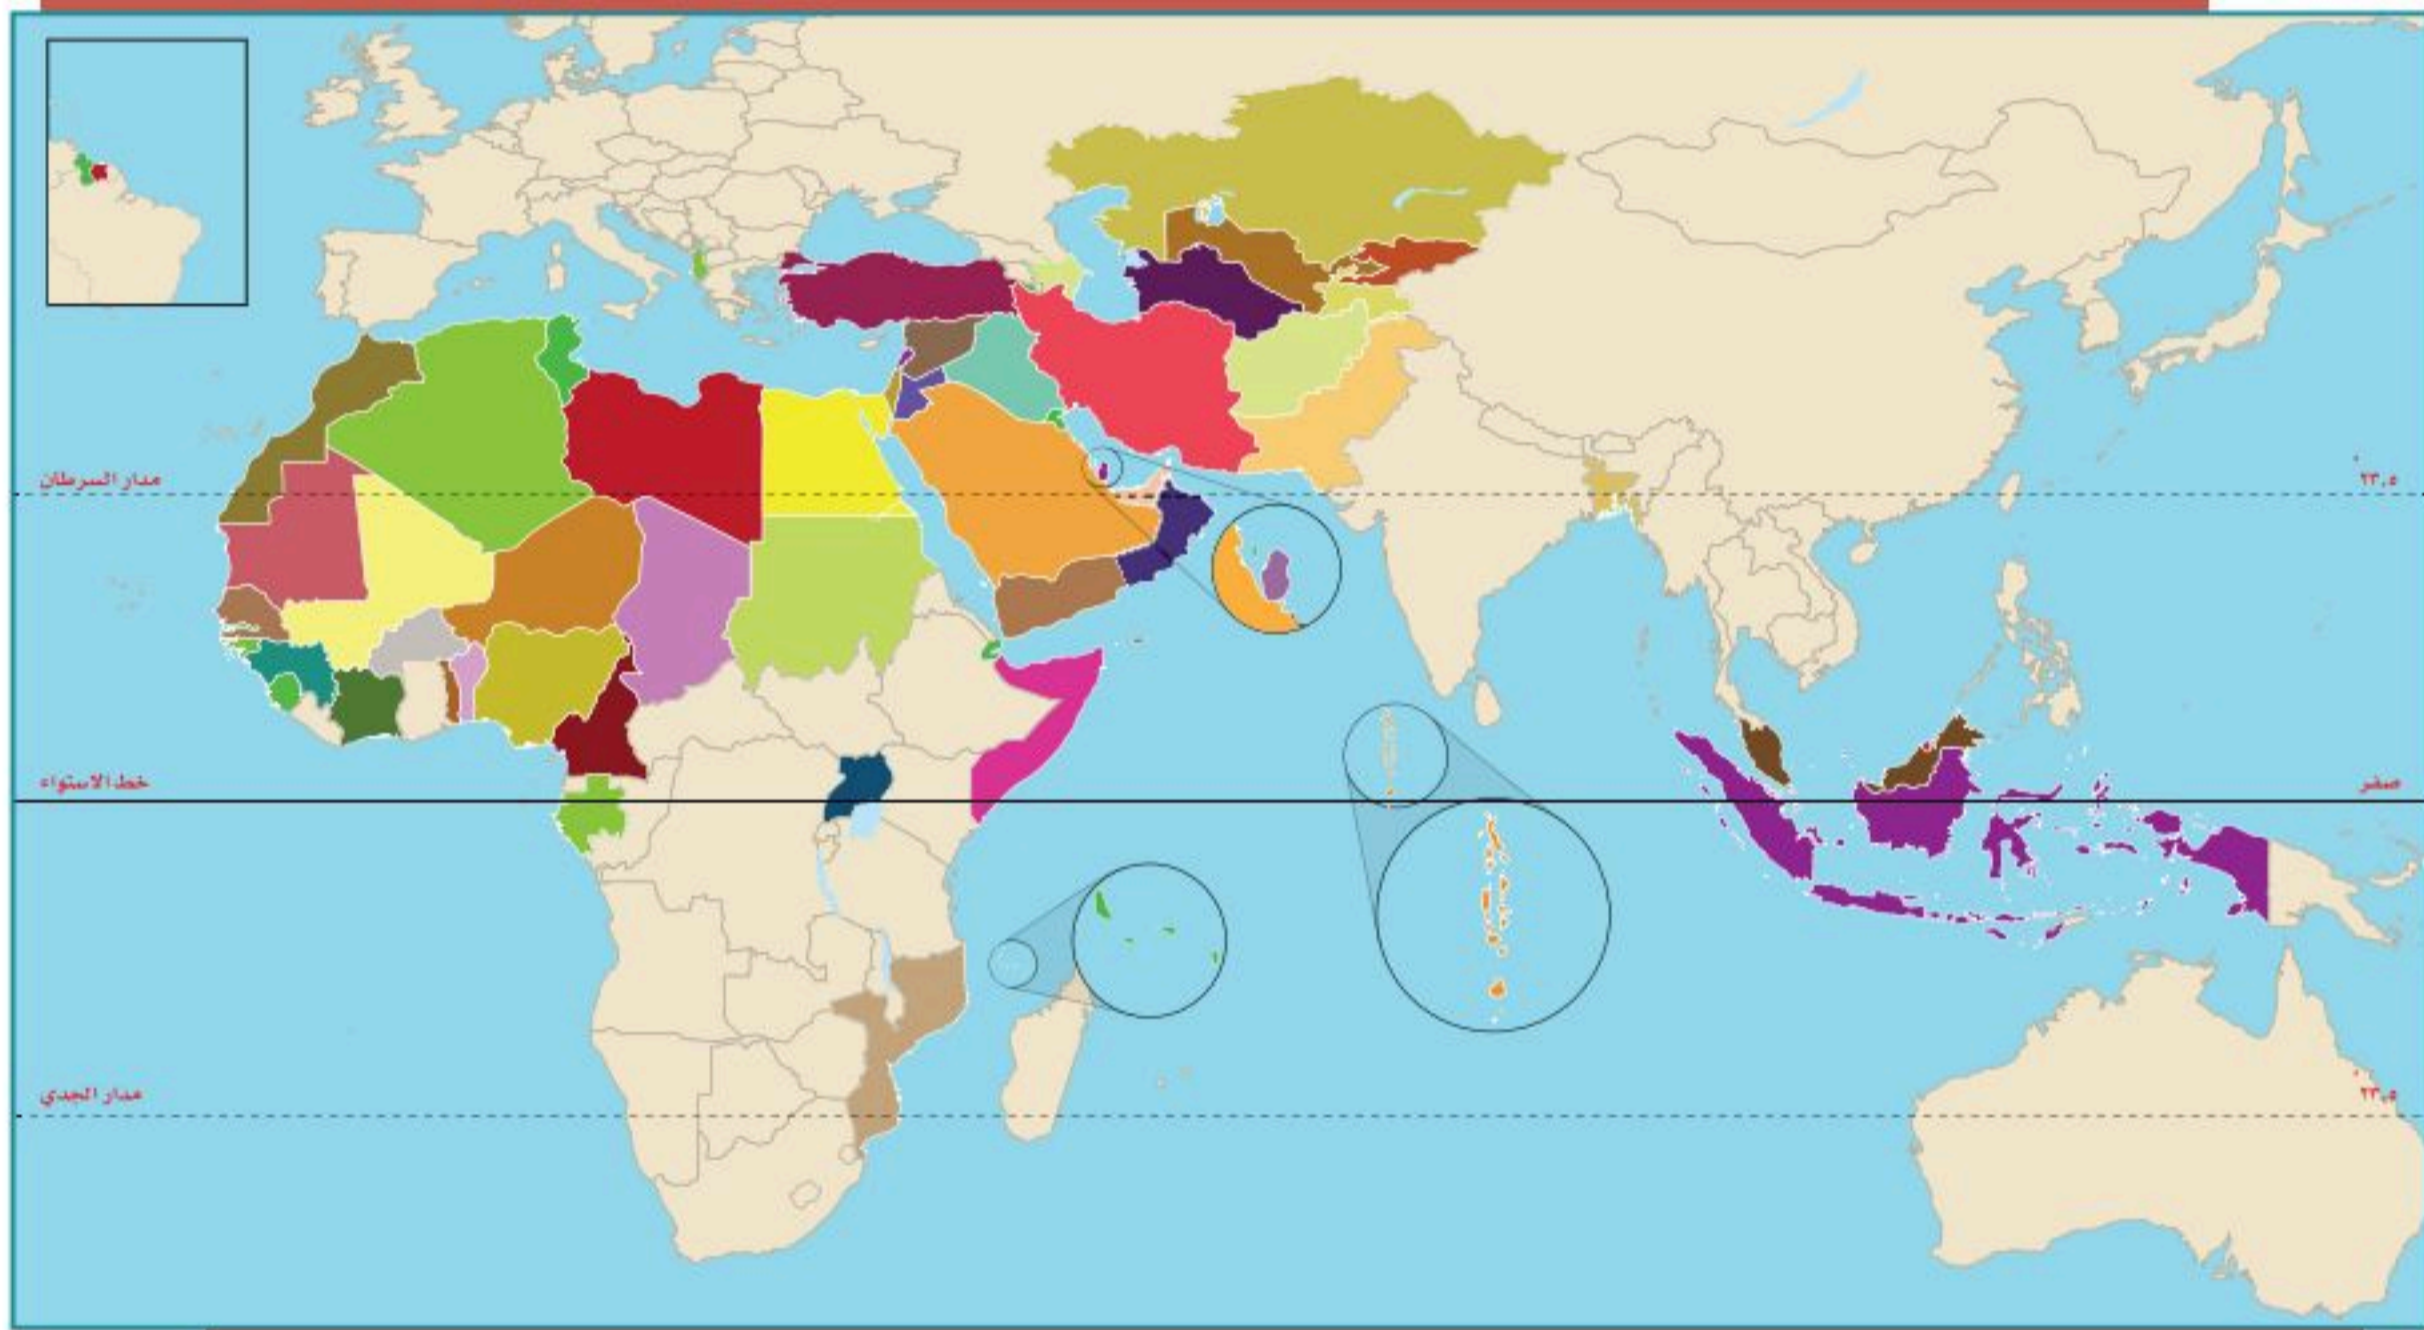 مدار السرطان
٢٣,٥°
خط الاستواء
صفر
مدار الجدي
٢٣,٥°